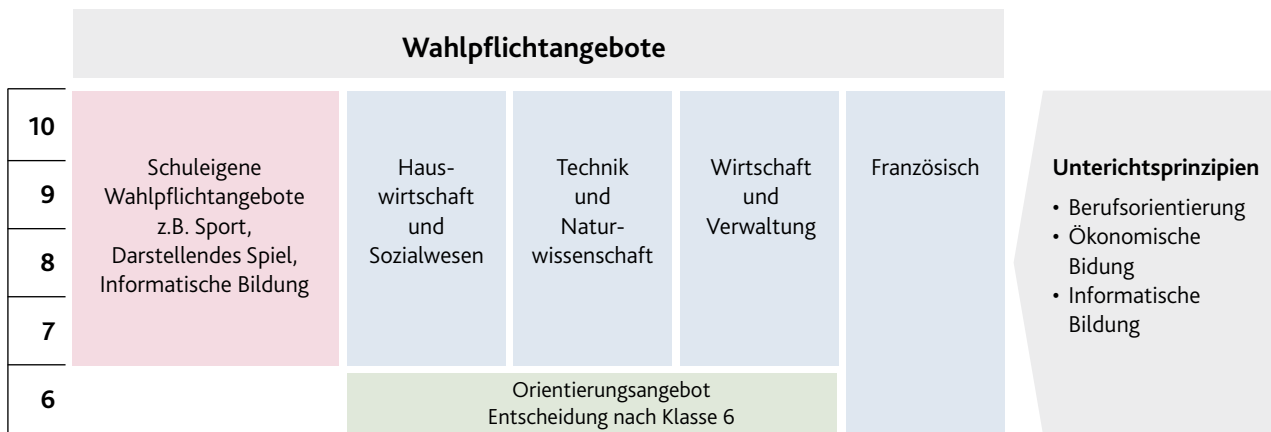 Wahlpflichtangebote
10
9
8
7
6
Schuleigene
Wahlpflichtangebote
z.B. Sport,
Darstellendes Spiel,
Informatische Bildung
Haus-
wirtschaft
und
Sozialwesen
Technik
und
Natur-
wissenschaft
Wirtschaft
und
Verwaltung
Französisch
Orientierungsangebot
Entscheidung nach Klasse 6
Unterichtsprinzipien
• Berufsorientierung
• Ökonomische
Bidung
• Informatische
Bildung